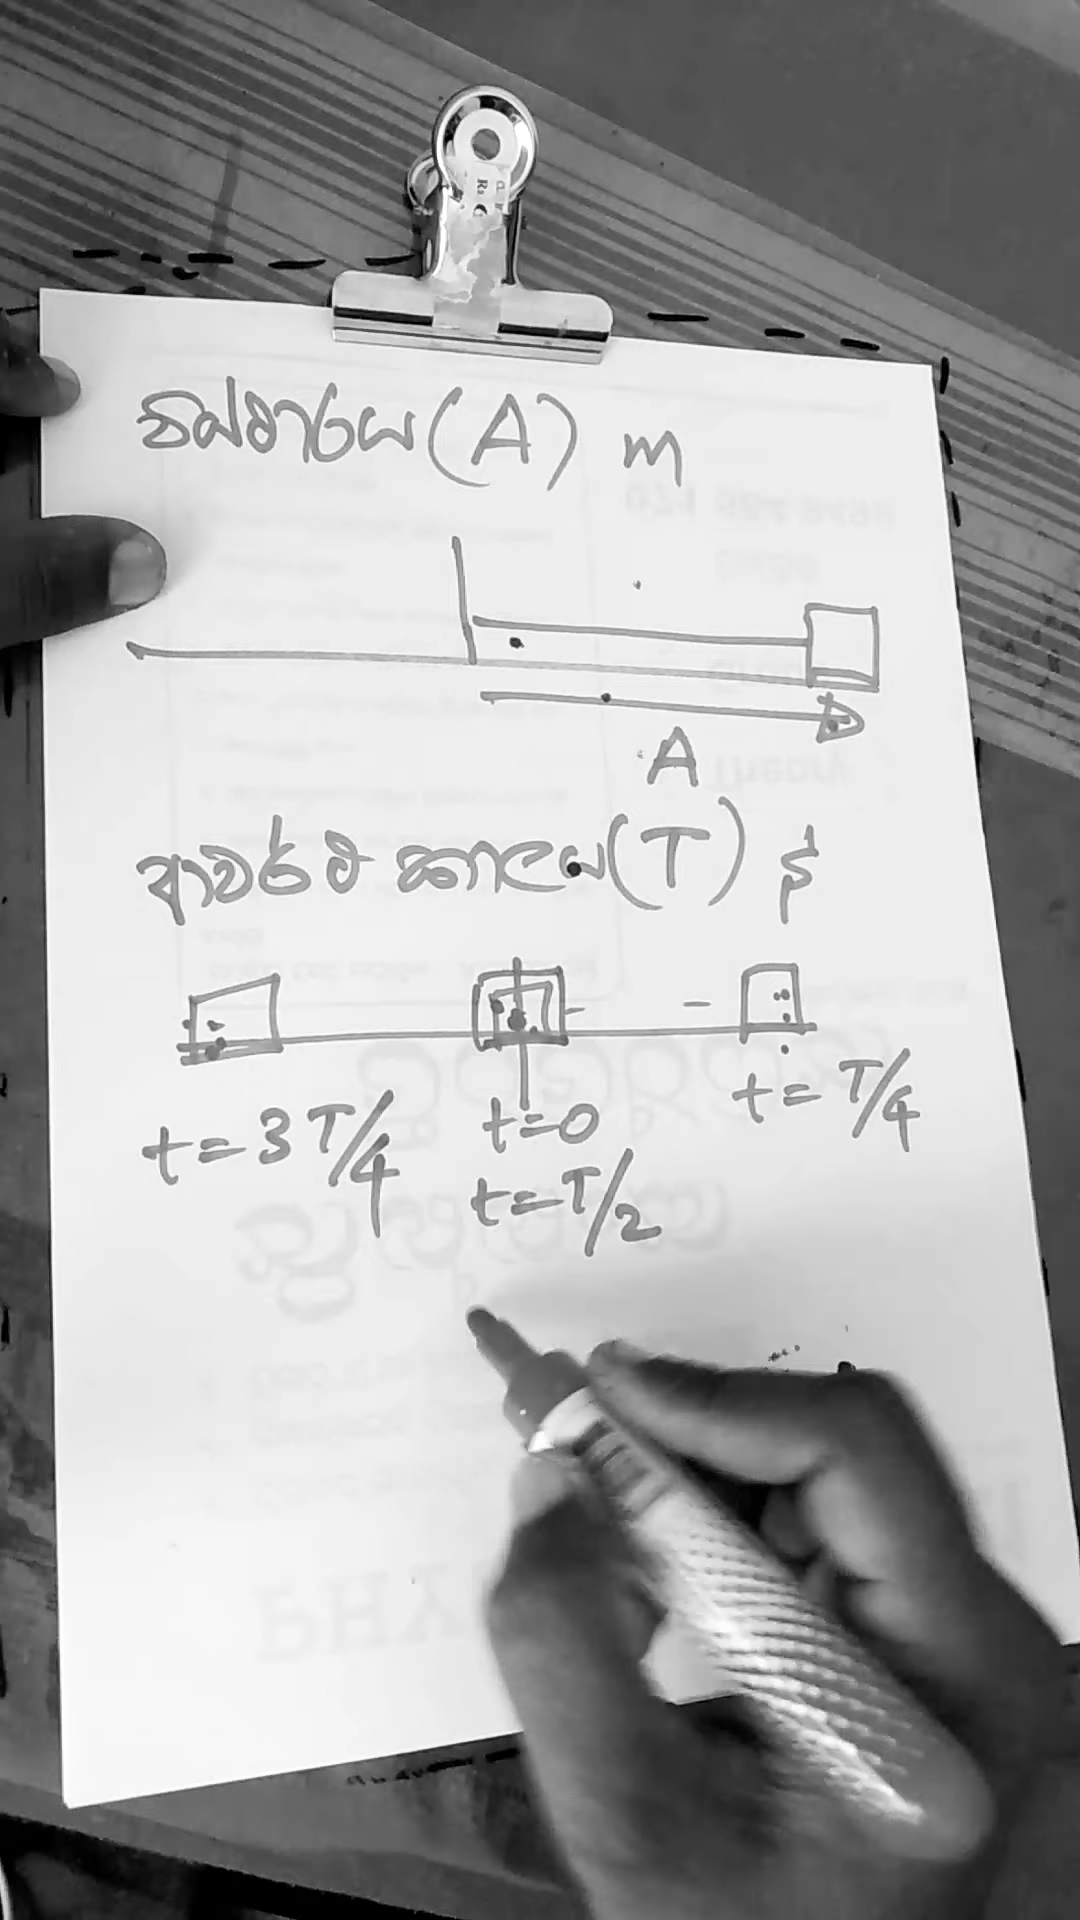 විස්තාරය (A) m
A
ආවර්ත කාලය (T) s
t = 3T/4
t=0
t = T/4
t=T/2